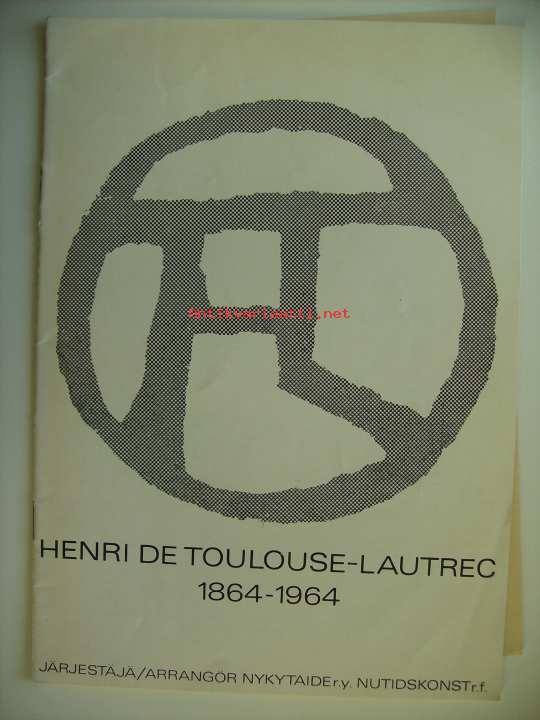 Antikvariaatti.net
HENRI DE TOULOUSE-LAUTREC
1864-1964
JÄRJESTÄJÄ/ARRANGÖR NYKYTAIDE r.y. NUTIDSKONST r.f.